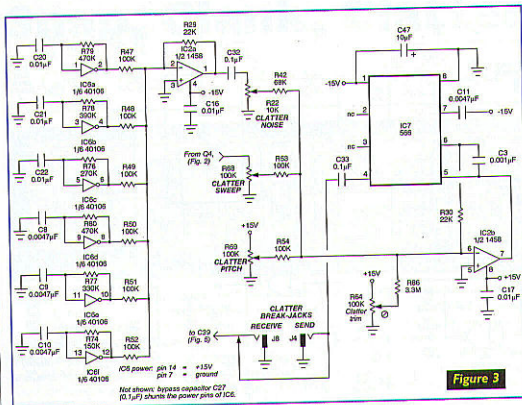 C20
0.01µF
R79
470K
1
2
IC6a
1/6 40106
R47
100K
R78
390K
C21
0.01µF
3
4
IC6b
1/6 40106
R48
100K
R76
270K
C22
0.01µF
5
6
IC6c
1/6 40106
R49
100K
R80
470K
C8
0.0047µF
9
8
IC6d
1/6 40106
R50
100K
R77
330K
C9
0.0047µF
11
10
IC6e
1/6 40106
R51
100K
R74
150K
C10
0.0047µF
13
12
IC6f
1/6 40106
R52
100K
R29
22K
IC2a
1/2 1458
2
3
1
4
-15V
C16
0.01µF
C32
0.1µF
R22
10K
CLATTER
NOISE
R42
68K
From Q4,
(Fig. 2)
R68
100K
CLATTER
SWEEP
R53
100K
+15V
R69
100K
CLATTER
PITCH
R54
100K
C47
10µF
+
-15V
1
8
nc
2
7
C11
0.0047µF
-15V
IC7
566
nc
3
6
C3
0.001µF
4
5
C33
0.1µF
R30
22K
IC2b
1/2 1458
6
5
7
8
+15V
C17
0.01µF
+15V
R64
100K
Clatter
trim
R86
3.3M
CLATTER
BREAK-JACKS
RECEIVE
SEND
J8
J4
to C29
(Fig. 5)
IC6 power: pin 14 = +15V
pin 7 = ground
Not shown: bypass capacitor C27
(0.1µF) shunts the power pins of IC6.
Figure 3